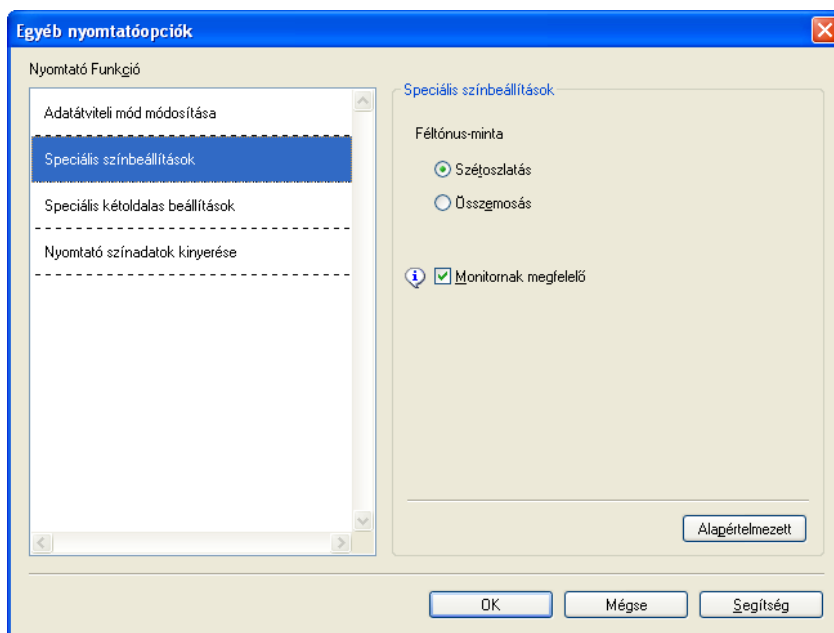 Egyéb nyomtatóopciók
Nyomtató Funkció
Adatátviteli mód módosítása
Speciális színbeállítások
Speciális kétoldalas beállítások
Nyomtató színadatok kinyerése
Speciális színbeállítások
Féltónus-minta
Szétoszlatás
Összemosás
Monitornak megfelelő
Alapértelmezett
OK
Mégse
Segítség